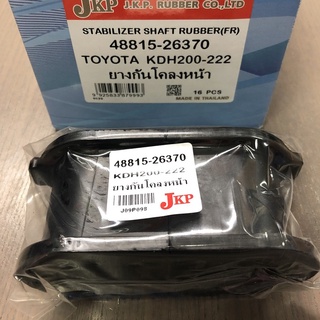 JKP
J.K.P. RUBBER CO.,LTD
STABILIZER SHAFT RUBBER(FR)
48815-26370
TOYOTA KDH200-222
ยางกันโคลงหน้า
16 PCS
MADE IN THAILAND
48815-26370
KDH200-222
ยางกันโคลงหน้า
J09P098
JKP